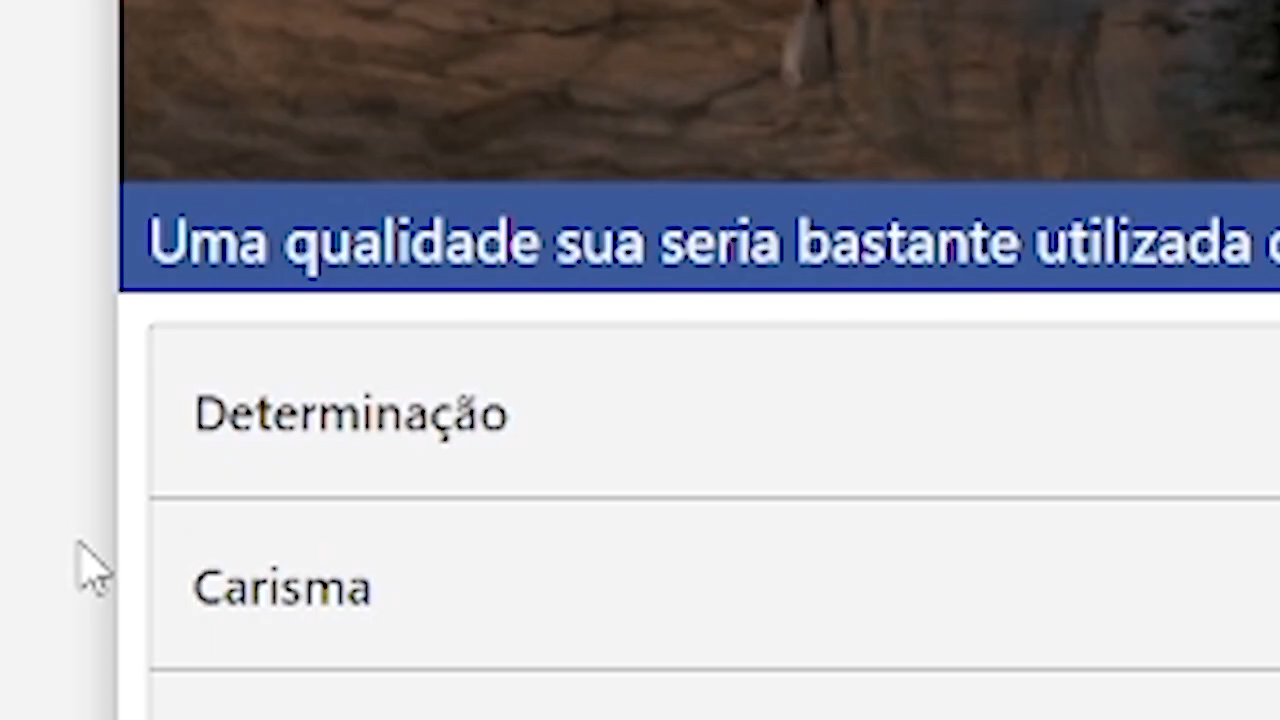 Uma qualidade sua seria bastante utilizada
Determinação
Carisma